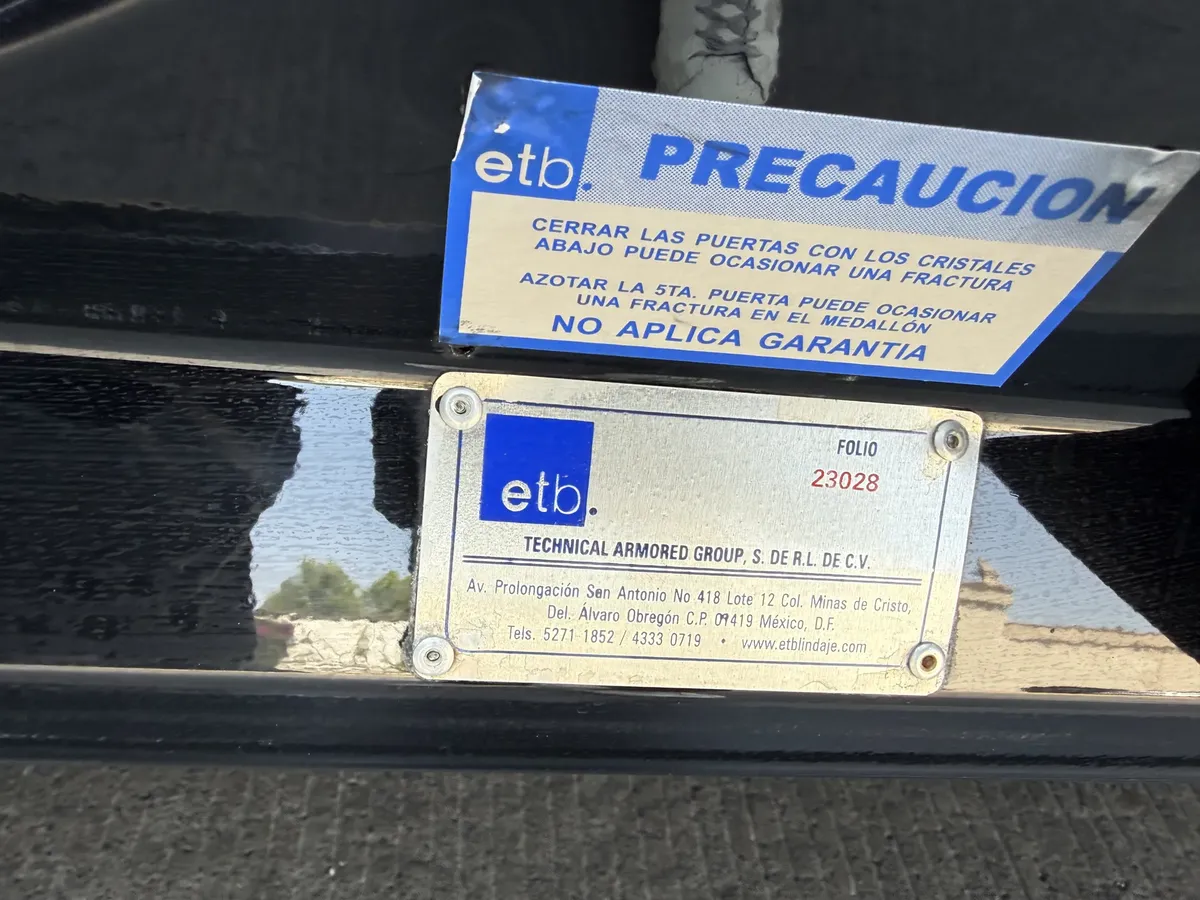 etb.
PRECAUCION
CERRAR LAS PUERTAS CON LOS CRISTALES
ABAJO PUEDE OCASIONAR UNA FRACTURA
AZOTAR LA 5TA. PUERTA PUEDE OCASIONAR
UNA FRACTURA EN EL MEDALLÓN
NO APLICA GARANTIA
FOLIO
23028
etb.
TECHNICAL ARMORED GROUP, S. DE R.L. DE C.V.
Av. Prolongación San Antonio No. 418 Lote 12 Col. Minas de Cristo,
Del. Álvaro Obregón C.P. 01419 México, D.F.
Tels. 5271 1852 / 4333 0719 • www.etblindaje.com